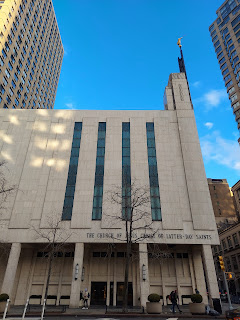 THE CHURCH OF JESUS CHRIST OF LATTER-DAY SAINTS